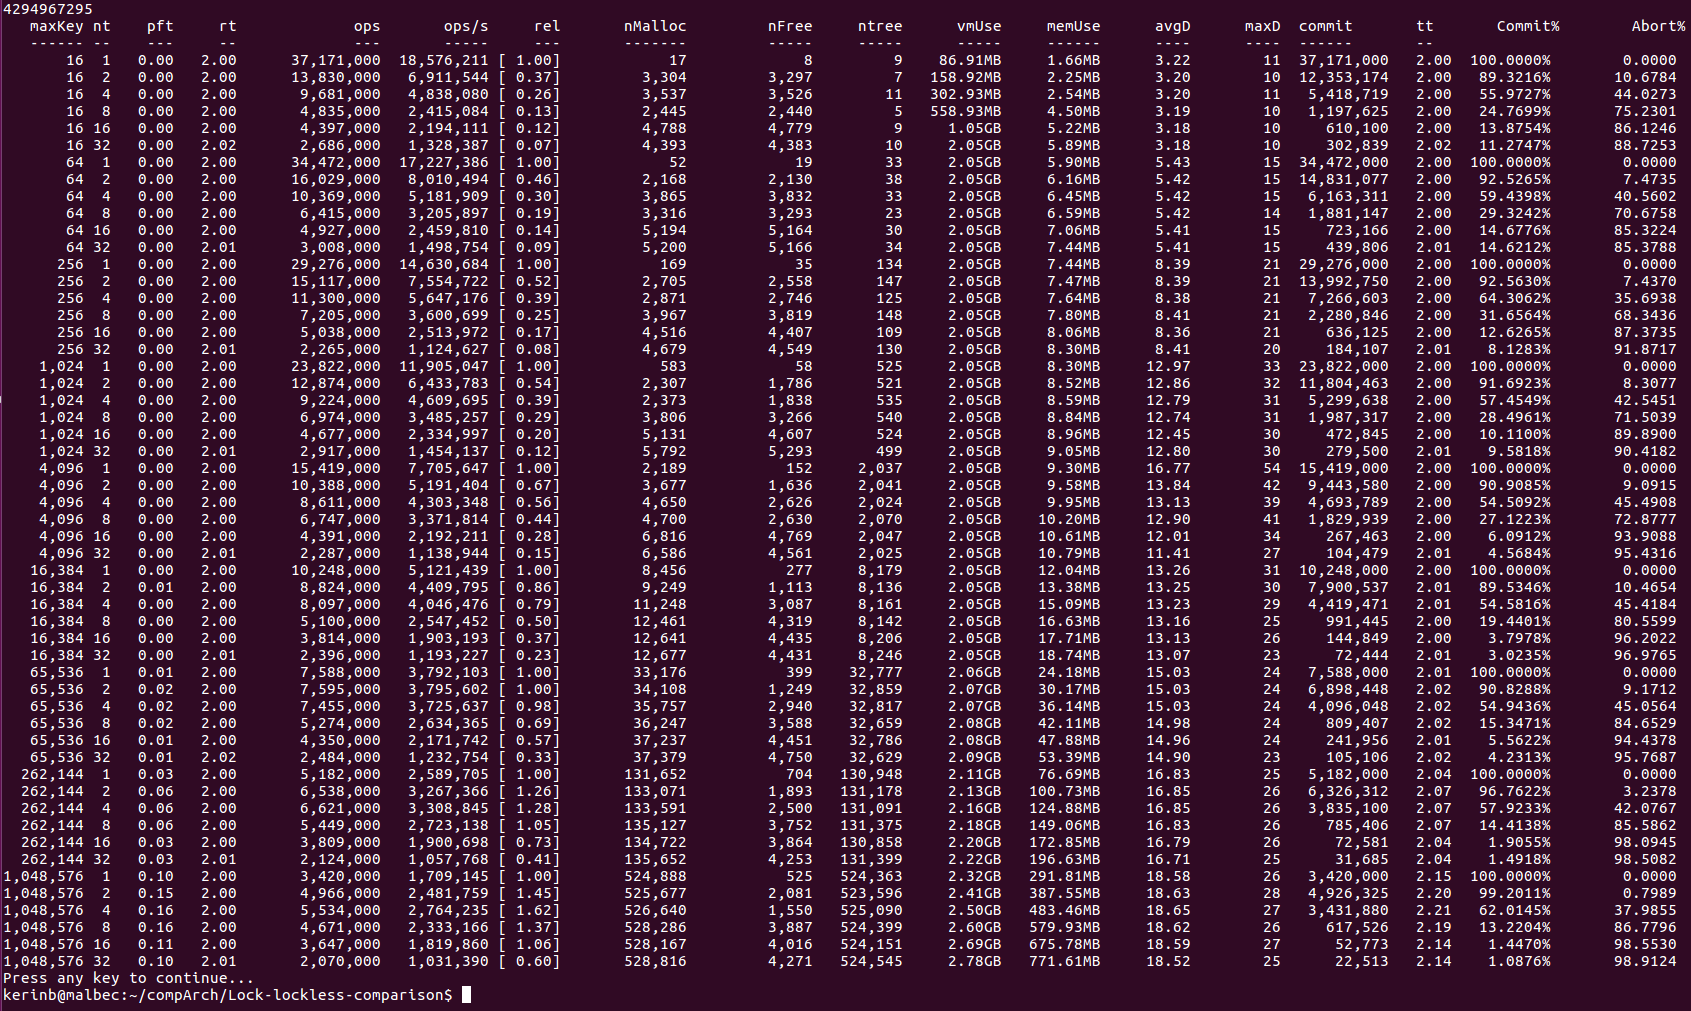 4294967295
maxKey nt pft rt ops ops/s rel nMalloc nFree ntree vmUse memUse avgD maxD commit tt Commit% Abort%
------ -- --- -- --- ----- --- ------- ----- ----- ----- ------ ---- ---- ------ --
16 1 0.00 2.00 37,171,000 18,576,211 [ 1.00] 17 8 9 86.91MB 1.66MB 3.22 11 37,171,000 2.00 100.0000% 0.0000
16 2 0.00 2.00 13,830,000 6,911,544 [ 0.37] 3,304 3,297 7 158.92MB 2.25MB 3.20 10 12,353,174 2.00 89.3216% 10.6784
16 4 0.00 2.00 9,681,000 4,838,080 [ 0.26] 3,537 3,526 11 302.93MB 2.54MB 3.20 11 5,418,719 2.00 55.9727% 44.0273
16 8 0.00 2.00 4,835,000 2,415,084 [ 0.13] 2,445 2,440 5 558.93MB 4.50MB 3.19 10 1,197,625 2.00 24.7699% 75.2301
16 16 0.00 2.00 4,397,000 2,194,111 [ 0.12] 4,788 4,779 9 1.05GB 5.22MB 3.18 10 610,100 2.00 13.8754% 86.1246
16 32 0.00 2.02 2,686,000 1,328,387 [ 0.07] 4,393 4,383 10 2.05GB 5.89MB 3.18 10 302,839 2.02 11.2747% 88.7253
64 1 0.00 2.00 34,472,000 17,227,386 [ 1.00] 52 19 33 2.05GB 5.90MB 5.43 15 34,472,000 2.00 100.0000% 0.0000
64 2 0.00 2.00 16,029,000 8,010,494 [ 0.46] 2,168 2,130 38 2.05GB 6.16MB 5.42 15 14,831,077 2.00 92.5265% 7.4735
64 4 0.00 2.00 10,369,000 5,181,909 [ 0.30] 3,865 3,832 33 2.05GB 6.45MB 5.42 15 6,163,311 2.00 59.4398% 40.5602
64 8 0.00 2.00 6,415,000 3,205,897 [ 0.19] 3,316 3,293 23 2.05GB 6.59MB 5.42 14 1,881,147 2.00 29.3242% 70.6758
64 16 0.00 2.00 4,927,000 2,459,810 [ 0.14] 5,194 5,164 30 2.05GB 7.06MB 5.41 15 723,166 2.00 14.6776% 85.3224
64 32 0.00 2.01 3,008,000 1,498,754 [ 0.09] 5,200 5,166 34 2.05GB 7.44MB 5.41 15 439,806 2.01 14.6212% 85.3788
256 1 0.00 2.00 29,276,000 14,630,684 [ 1.00] 169 35 134 2.05GB 7.44MB 8.39 21 29,276,000 2.00 100.0000% 0.0000
256 2 0.00 2.00 15,117,000 7,554,722 [ 0.52] 2,705 2,558 147 2.05GB 7.47MB 8.39 21 13,992,750 2.00 92.5630% 7.4370
256 4 0.00 2.00 11,300,000 5,647,176 [ 0.39] 2,871 2,746 125 2.05GB 7.64MB 8.38 21 7,266,603 2.00 64.3062% 35.6938
256 8 0.00 2.00 7,205,000 3,600,699 [ 0.25] 3,967 3,819 148 2.05GB 7.80MB 8.41 21 2,280,846 2.00 31.6564% 68.3436
256 16 0.00 2.00 5,038,000 2,513,972 [ 0.17] 4,516 4,407 109 2.05GB 8.06MB 8.36 21 636,125 2.00 12.6265% 87.3735
256 32 0.00 2.01 2,265,000 1,124,627 [ 0.08] 4,679 4,549 130 2.05GB 8.30MB 8.41 20 184,107 2.01 8.1283% 91.8717
1,024 1 0.00 2.00 23,822,000 11,905,047 [ 1.00] 583 58 525 2.05GB 8.30MB 12.97 33 23,822,000 2.00 100.0000% 0.0000
1,024 2 0.00 2.00 12,874,000 6,433,783 [ 0.54] 2,307 1,786 521 2.05GB 8.52MB 12.86 32 11,804,463 2.00 91.6923% 8.3077
1,024 4 0.00 2.00 9,224,000 4,609,695 [ 0.39] 2,373 1,838 535 2.05GB 8.59MB 12.79 31 5,299,638 2.00 57.4549% 42.5451
1,024 8 0.00 2.00 6,974,000 3,485,257 [ 0.29] 3,806 3,266 540 2.05GB 8.84MB 12.74 31 1,987,317 2.00 28.4961% 71.5039
1,024 16 0.00 2.00 4,677,000 2,334,997 [ 0.20] 5,131 4,607 524 2.05GB 8.96MB 12.45 30 472,845 2.00 10.1100% 89.8900
1,024 32 0.00 2.01 2,917,000 1,454,137 [ 0.12] 5,792 5,293 499 2.05GB 9.05MB 12.80 30 279,500 2.01 9.5818% 90.4182
4,096 1 0.00 2.00 15,419,000 7,705,647 [ 1.00] 2,189 152 2,037 2.05GB 9.30MB 16.77 54 15,419,000 2.00 100.0000% 0.0000
4,096 2 0.00 2.00 10,388,000 5,191,404 [ 0.67] 3,677 1,636 2,041 2.05GB 9.58MB 13.84 42 9,443,580 2.00 90.9085% 9.0915
4,096 4 0.00 2.00 8,611,000 4,303,348 [ 0.56] 4,650 2,626 2,024 2.05GB 9.95MB 13.13 39 4,693,789 2.00 54.5092% 45.4908
4,096 8 0.00 2.00 6,747,000 3,371,814 [ 0.44] 4,700 2,630 2,070 2.05GB 10.20MB 12.90 41 1,829,939 2.00 27.1223% 72.8777
4,096 16 0.00 2.00 4,391,000 2,192,211 [ 0.28] 6,816 4,769 2,047 2.05GB 10.61MB 12.01 34 267,463 2.00 6.0912% 93.9088
4,096 32 0.00 2.01 2,287,000 1,138,944 [ 0.15] 6,586 4,561 2,025 2.05GB 10.79MB 11.41 27 104,479 2.01 4.5684% 95.4316
16,384 1 0.00 2.00 10,248,000 5,121,439 [ 1.00] 8,456 277 8,179 2.05GB 12.04MB 13.26 31 10,248,000 2.00 100.0000% 0.0000
16,384 2 0.01 2.00 8,824,000 4,409,795 [ 0.86] 9,249 1,113 8,136 2.05GB 13.38MB 13.25 30 7,900,537 2.01 89.5346% 10.4654
16,384 4 0.00 2.00 8,097,000 4,046,476 [ 0.79] 11,248 3,087 8,161 2.05GB 15.09MB 13.23 29 4,419,471 2.01 54.5816% 45.4184
16,384 8 0.00 2.00 5,100,000 2,547,452 [ 0.50] 12,461 4,319 8,142 2.05GB 16.63MB 13.16 25 991,445 2.00 19.4401% 80.5599
16,384 16 0.00 2.00 3,814,000 1,903,193 [ 0.37] 12,641 4,435 8,206 2.05GB 17.71MB 13.13 26 144,849 2.00 3.7978% 96.2022
16,384 32 0.00 2.01 2,396,000 1,193,227 [ 0.23] 12,677 4,431 8,246 2.05GB 18.74MB 13.07 23 72,444 2.01 3.0235% 96.9765
65,536 1 0.01 2.00 7,588,000 3,792,103 [ 1.00] 33,176 399 32,777 2.06GB 24.18MB 15.03 24 7,588,000 2.01 100.0000% 0.0000
65,536 2 0.02 2.00 7,595,000 3,795,602 [ 1.00] 34,108 1,249 32,859 2.07GB 30.17MB 15.03 24 6,898,448 2.02 90.8288% 9.1712
65,536 4 0.02 2.00 7,455,000 3,725,637 [ 0.98] 35,757 2,940 32,817 2.07GB 36.14MB 15.03 24 4,096,048 2.02 54.9436% 45.0564
65,536 8 0.02 2.00 5,274,000 2,634,365 [ 0.69] 36,247 3,588 32,659 2.08GB 42.11MB 14.98 24 809,407 2.02 15.3471% 84.6529
65,536 16 0.01 2.00 4,350,000 2,171,742 [ 0.57] 37,237 4,451 32,786 2.08GB 47.88MB 14.96 24 241,956 2.01 5.5622% 94.4378
65,536 32 0.01 2.02 2,484,000 1,232,754 [ 0.33] 37,379 4,750 32,629 2.09GB 53.39MB 14.90 23 105,106 2.02 4.2313% 95.7687
262,144 1 0.03 2.00 5,182,000 2,589,705 [ 1.00] 131,652 704 130,948 2.11GB 76.69MB 16.83 25 5,182,000 2.04 100.0000% 0.0000
262,144 2 0.06 2.00 6,538,000 3,267,366 [ 1.26] 133,071 1,893 131,178 2.13GB 100.73MB 16.85 26 6,326,312 2.07 96.7622% 3.2378
262,144 4 0.06 2.00 6,621,000 3,308,845 [ 1.28] 133,591 2,500 131,091 2.16GB 124.88MB 16.85 26 3,835,100 2.07 57.9233% 42.0767
262,144 8 0.06 2.00 5,449,000 2,723,138 [ 1.05] 135,127 3,752 131,375 2.18GB 149.06MB 16.83 26 785,406 2.07 14.4138% 85.5862
262,144 16 0.03 2.00 3,809,000 1,900,698 [ 0.73] 134,722 3,864 130,858 2.20GB 172.85MB 16.79 26 72,581 2.04 1.9055% 98.0945
262,144 32 0.03 2.01 2,124,000 1,057,768 [ 0.41] 135,652 4,253 131,399 2.22GB 196.63MB 16.71 25 31,685 2.04 1.4918% 98.5082
1,048,576 1 0.10 2.00 3,420,000 1,709,145 [ 1.00] 524,888 525 524,363 2.32GB 291.81MB 18.58 26 3,420,000 2.15 100.0000% 0.0000
1,048,576 2 0.15 2.00 4,966,000 2,481,759 [ 1.45] 525,677 2,081 523,596 2.41GB 387.55MB 18.63 28 4,926,325 2.20 99.2011% 0.7989
1,048,576 4 0.16 2.00 5,534,000 2,764,235 [ 1.62] 526,640 1,550 525,090 2.50GB 483.46MB 18.65 27 3,431,880 2.21 62.0145% 37.9855
1,048,576 8 0.16 2.00 4,671,000 2,333,166 [ 1.37] 528,286 3,887 524,399 2.60GB 579.93MB 18.62 26 617,526 2.19 13.2204% 86.7796
1,048,576 16 0.11 2.00 3,647,000 1,819,860 [ 1.06] 528,167 4,016 524,151 2.69GB 675.78MB 18.59 27 52,773 2.14 1.4470% 98.5530
1,048,576 32 0.10 2.01 2,070,000 1,031,390 [ 0.60] 528,816 4,271 524,545 2.78GB 771.61MB 18.52 25 22,513 2.14 1.0876% 98.9124
Press any key to continue...
kerinb@malbec:~/compArch/Lock-lockless-comparison$